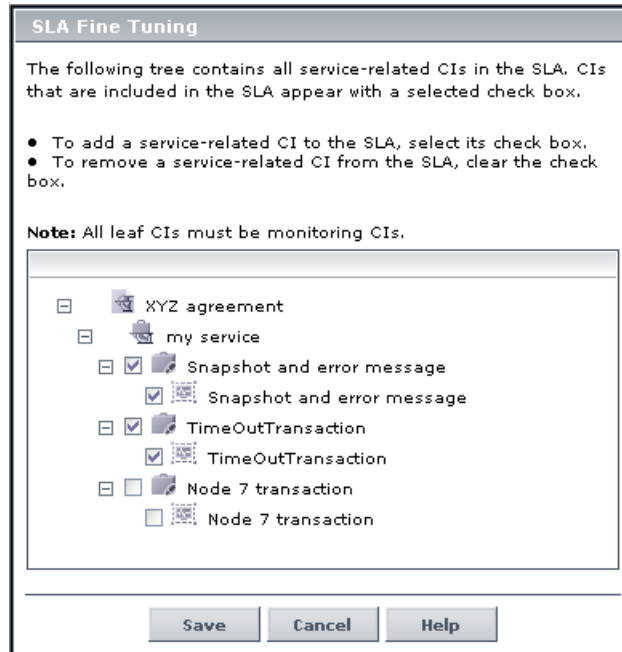 SLA Fine Tuning
The following tree contains all service-related CIs in the SLA. CIs
that are included in the SLA appear with a selected check box.
● To add a service-related CI to the SLA, select its check box.
● To remove a service-related CI from the SLA, clear the check
box.
Note: All leaf CIs must be monitoring CIs.
XYZ agreement
my service
Snapshot and error message
Snapshot and error message
TimeOutTransaction
TimeOutTransaction
Node 7 transaction
Node 7 transaction
Save Cancel Help